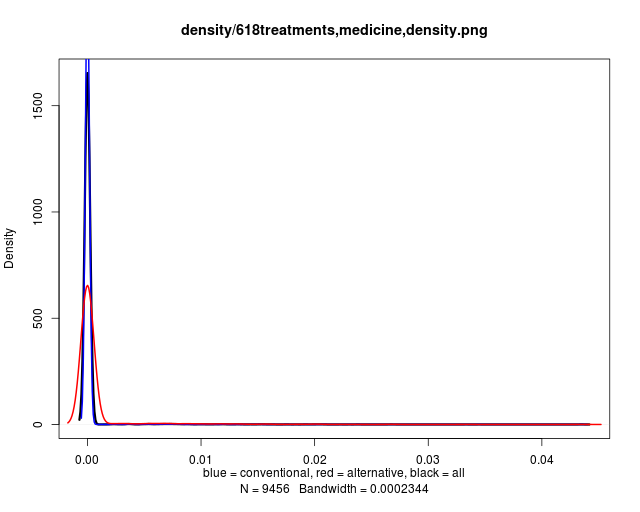 density/618treatments,medicine,density.png
1500
1000
500
0
Density
0.00 0.01 0.02 0.03 0.04
blue = conventional, red = alternative, black = all
N = 9456 Bandwidth = 0.0002344